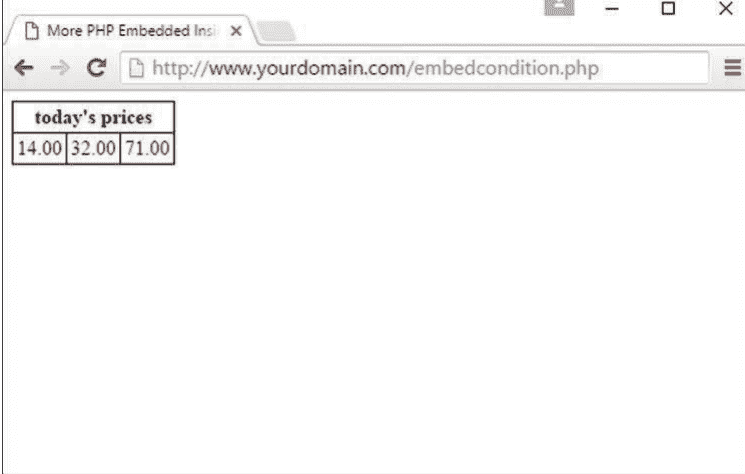 More PHP Embedded Insi
http://www.yourdomain.com/embedcondition.php
today's prices
14.00 32.00 71.00